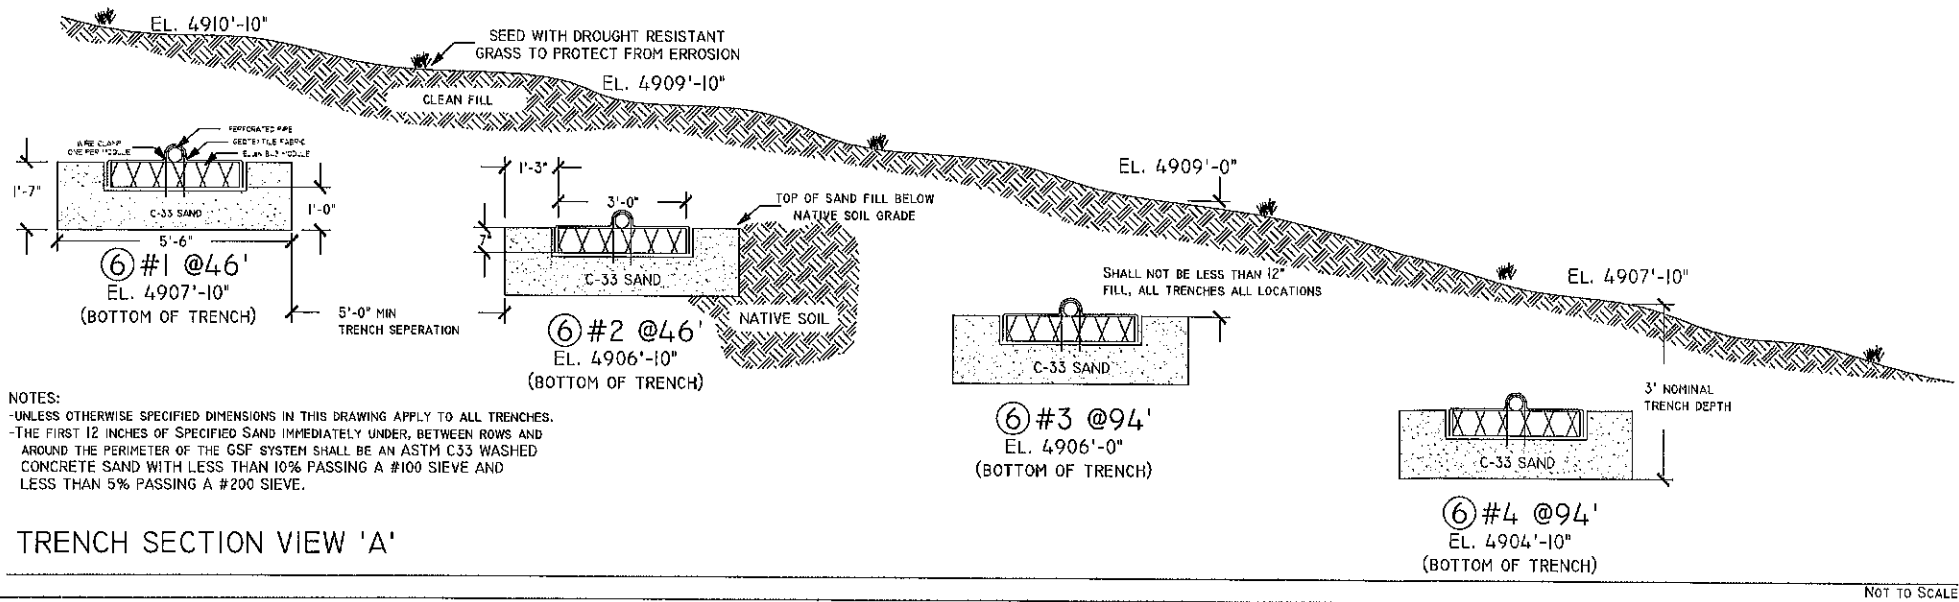 EL. 4910'-10"
SEED WITH DROUGHT RESISTANT
GRASS TO PROTECT FROM ERROSION
EL. 4909'-10"
CLEAN FILL
PERFORATED PIPE
GEOTEXTILE FABRIC
WIRE CLAMP
ONE PER MODULE
1'-7"
C-33 SAND
1'-0"
5'-6"
6 #1 @46'
EL. 4907'-10"
(BOTTOM OF TRENCH)
5'-0" MIN
TRENCH SEPERATION
1'-3"
3'-0"
7"
C-33 SAND
TOP OF SAND FILL BELOW
NATIVE SOIL GRADE
NATIVE SOIL
6 #2 @46'
EL. 4906'-10"
(BOTTOM OF TRENCH)
EL. 4909'-0"
SHALL NOT BE LESS THAN 12"
FILL, ALL TRENCHES ALL LOCATIONS
C-33 SAND
6 #3 @94'
EL. 4906'-0"
(BOTTOM OF TRENCH)
EL. 4907'-10"
3' NOMINAL
TRENCH DEPTH
C-33 SAND
6 #4 @94'
EL. 4904'-10"
(BOTTOM OF TRENCH)
NOTES:
-UNLESS OTHERWISE SPECIFIED DIMENSIONS IN THIS DRAWING APPLY TO ALL TRENCHES.
-THE FIRST 12 INCHES OF SPECIFIED SAND IMMEDIATELY UNDER, BETWEEN ROWS AND
AROUND THE PERIMETER OF THE GSF SYSTEM SHALL BE AN ASTM C33 WASHED
CONCRETE SAND WITH LESS THAN 10% PASSING A #100 SIEVE AND
LESS THAN 5% PASSING A #200 SIEVE.
TRENCH SECTION VIEW 'A'
NOT TO SCALE